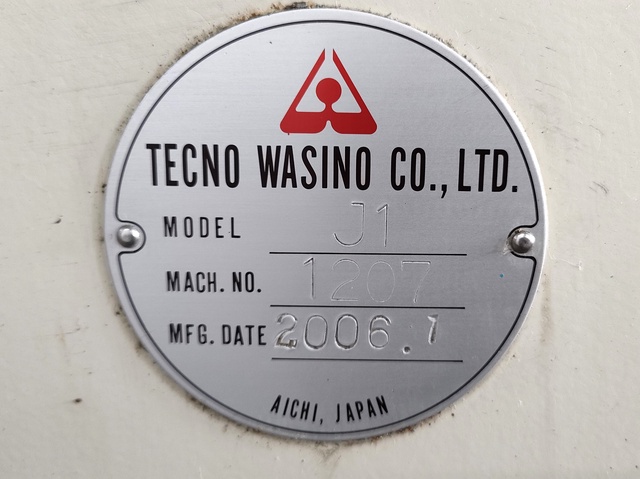 TECNO WASINO CO., LTD.
MODEL J1
MACH. NO. 1207
MFG. DATE 2006.1
AICHI, JAPAN